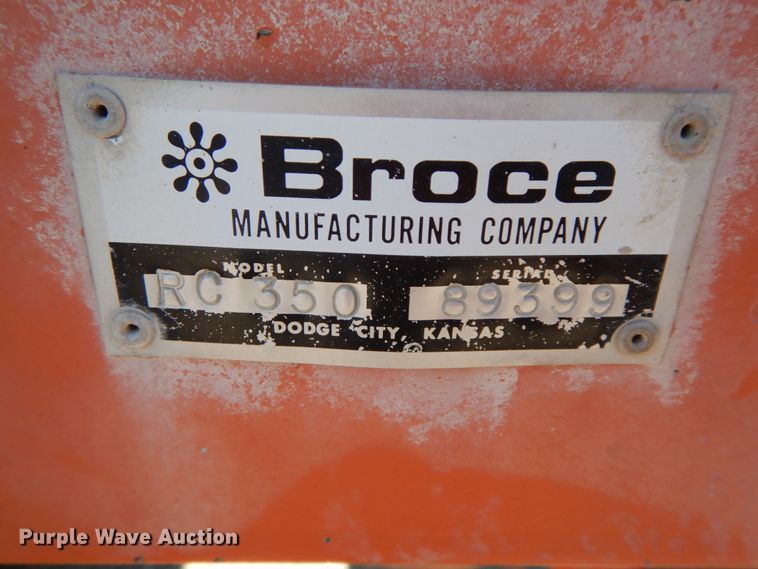 Broce
MANUFACTURING COMPANY
MODEL SERIAL
RC 350 89399
DODGE CITY, KANSAS
Purple Wave Auction